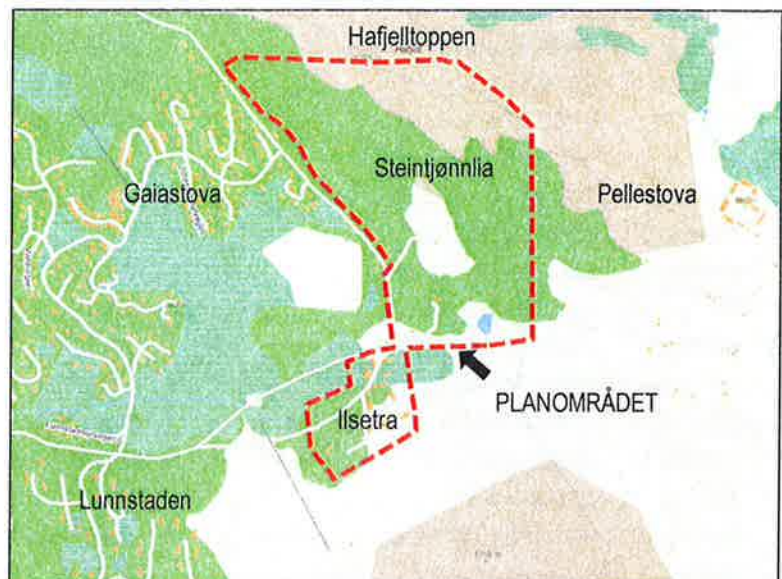 Hafjelltoppen
Steintjønnlia
Gaiastova
Pellestova
PLANOMRÅDET
Ilsetra
Lunnstaden